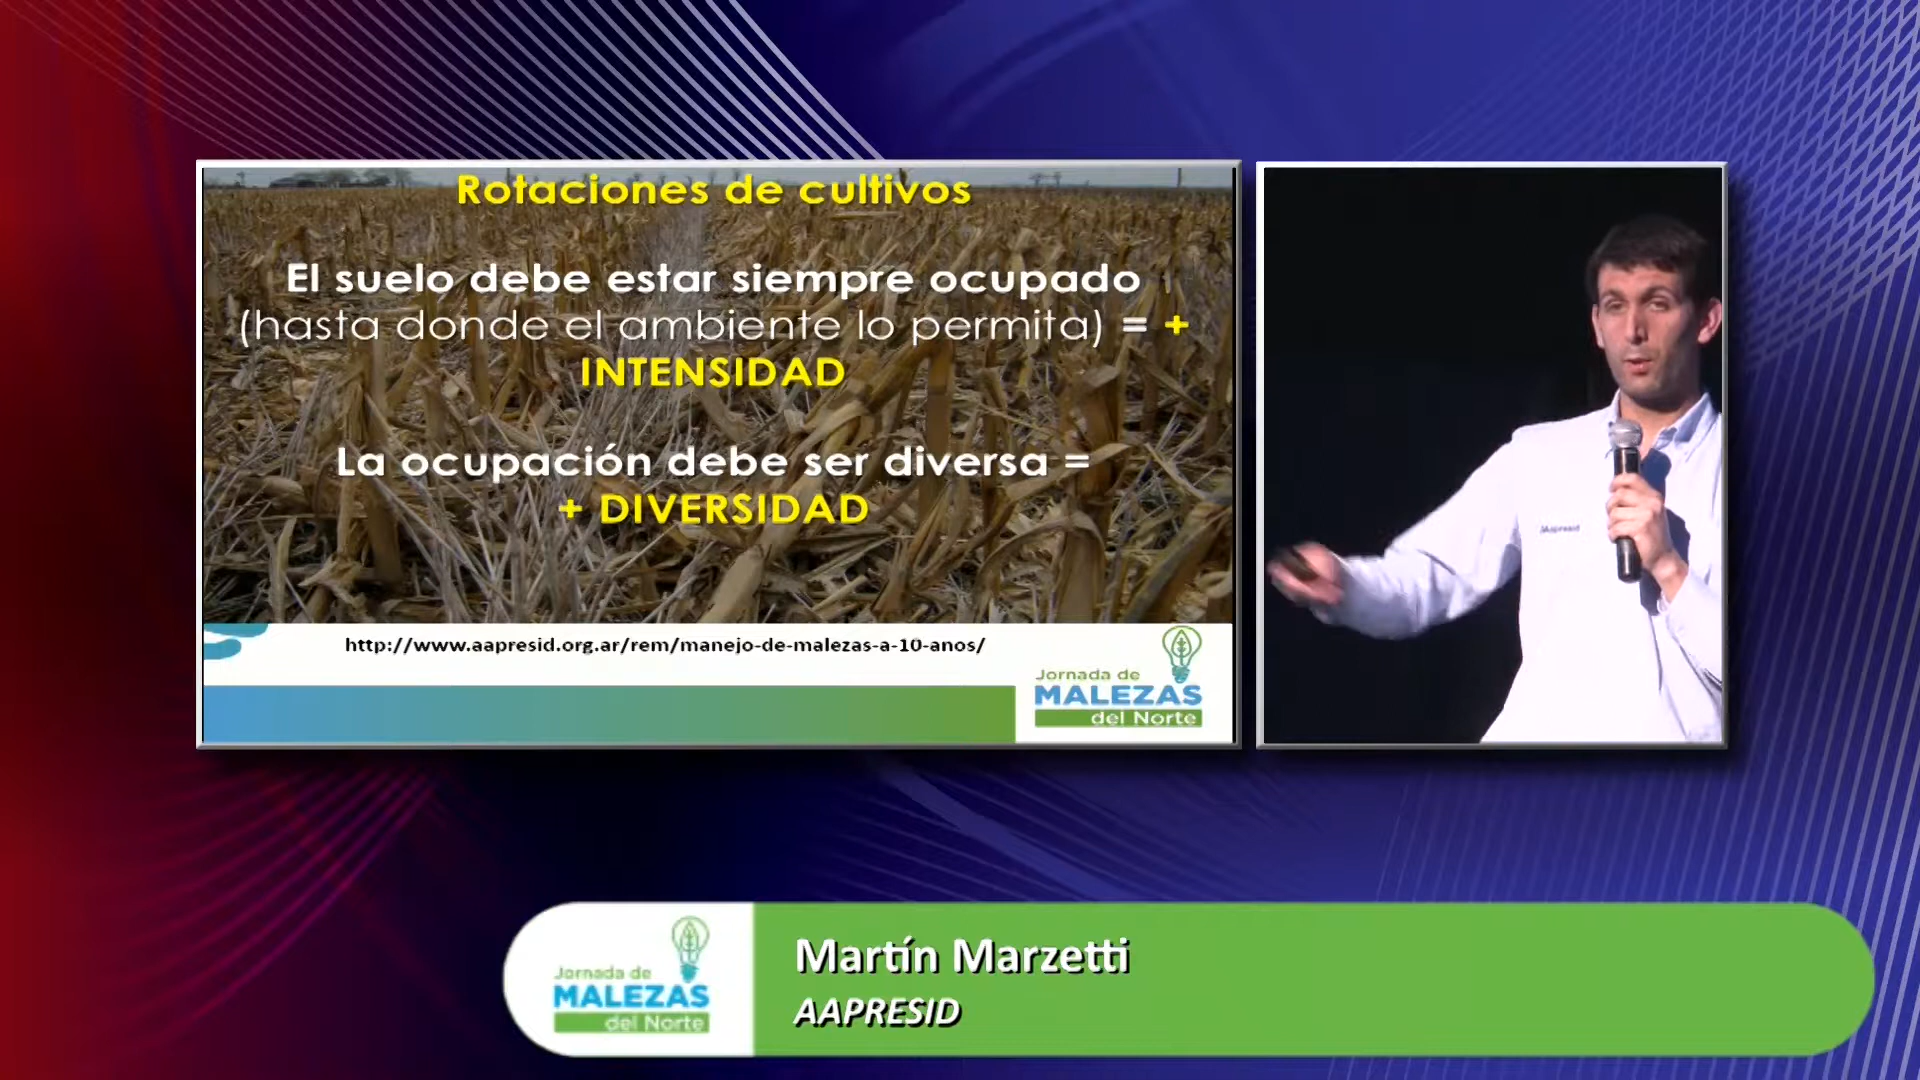 Rotaciones de cultivos
El suelo debe estar siempre ocupado
(hasta donde el ambiente lo permita) = +
INTENSIDAD
La ocupación debe ser diversa =
+ DIVERSIDAD
http://www.aapresid.org.ar/rem/manejo-de-malezas-a-10-anos/
Jornada de
MALEZAS
del Norte
Aapresid
Jornada de
MALEZAS
del Norte
Martín Marzetti
AAPRESID